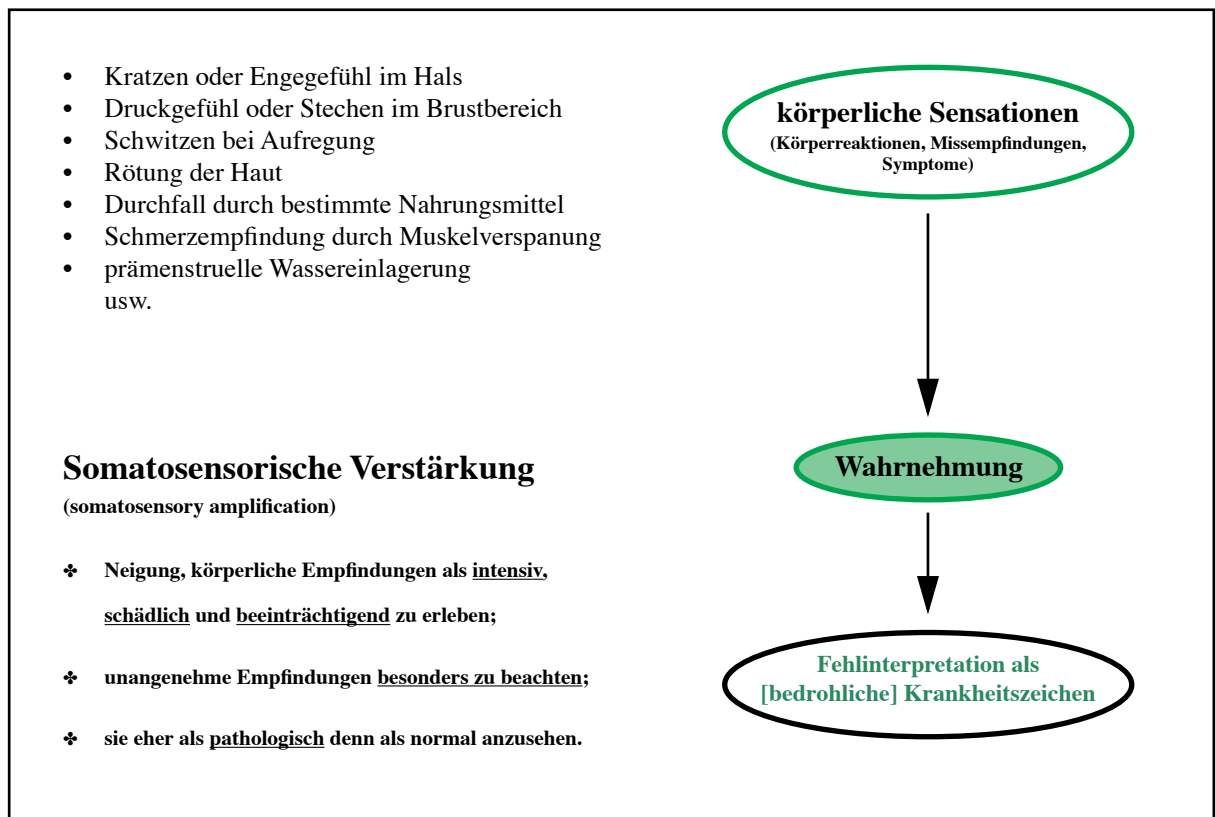 • Kratzen oder Engegefühl im Hals
• Druckgefühl oder Stechen im Brustbereich
• Schwitzen bei Aufregung
• Rötung der Haut
• Durchfall durch bestimmte Nahrungsmittel
• Schmerzempfindung durch Muskelverspanung
• prämenstruelle Wassereinlagerung
usw.
Somatosensorische Verstärkung
(somatosensory amplification)
✤ Neigung, körperliche Empfindungen als intensiv,
schädlich und beeinträchtigend zu erleben;
✤ unangenehme Empfindungen besonders zu beachten;
✤ sie eher als pathologisch denn als normal anzusehen.
körperliche Sensationen
(Körperreaktionen, Missempfindungen,
Symptome)
Wahrnehmung
Fehlinterpretation als
[bedrohliche] Krankheitszeichen